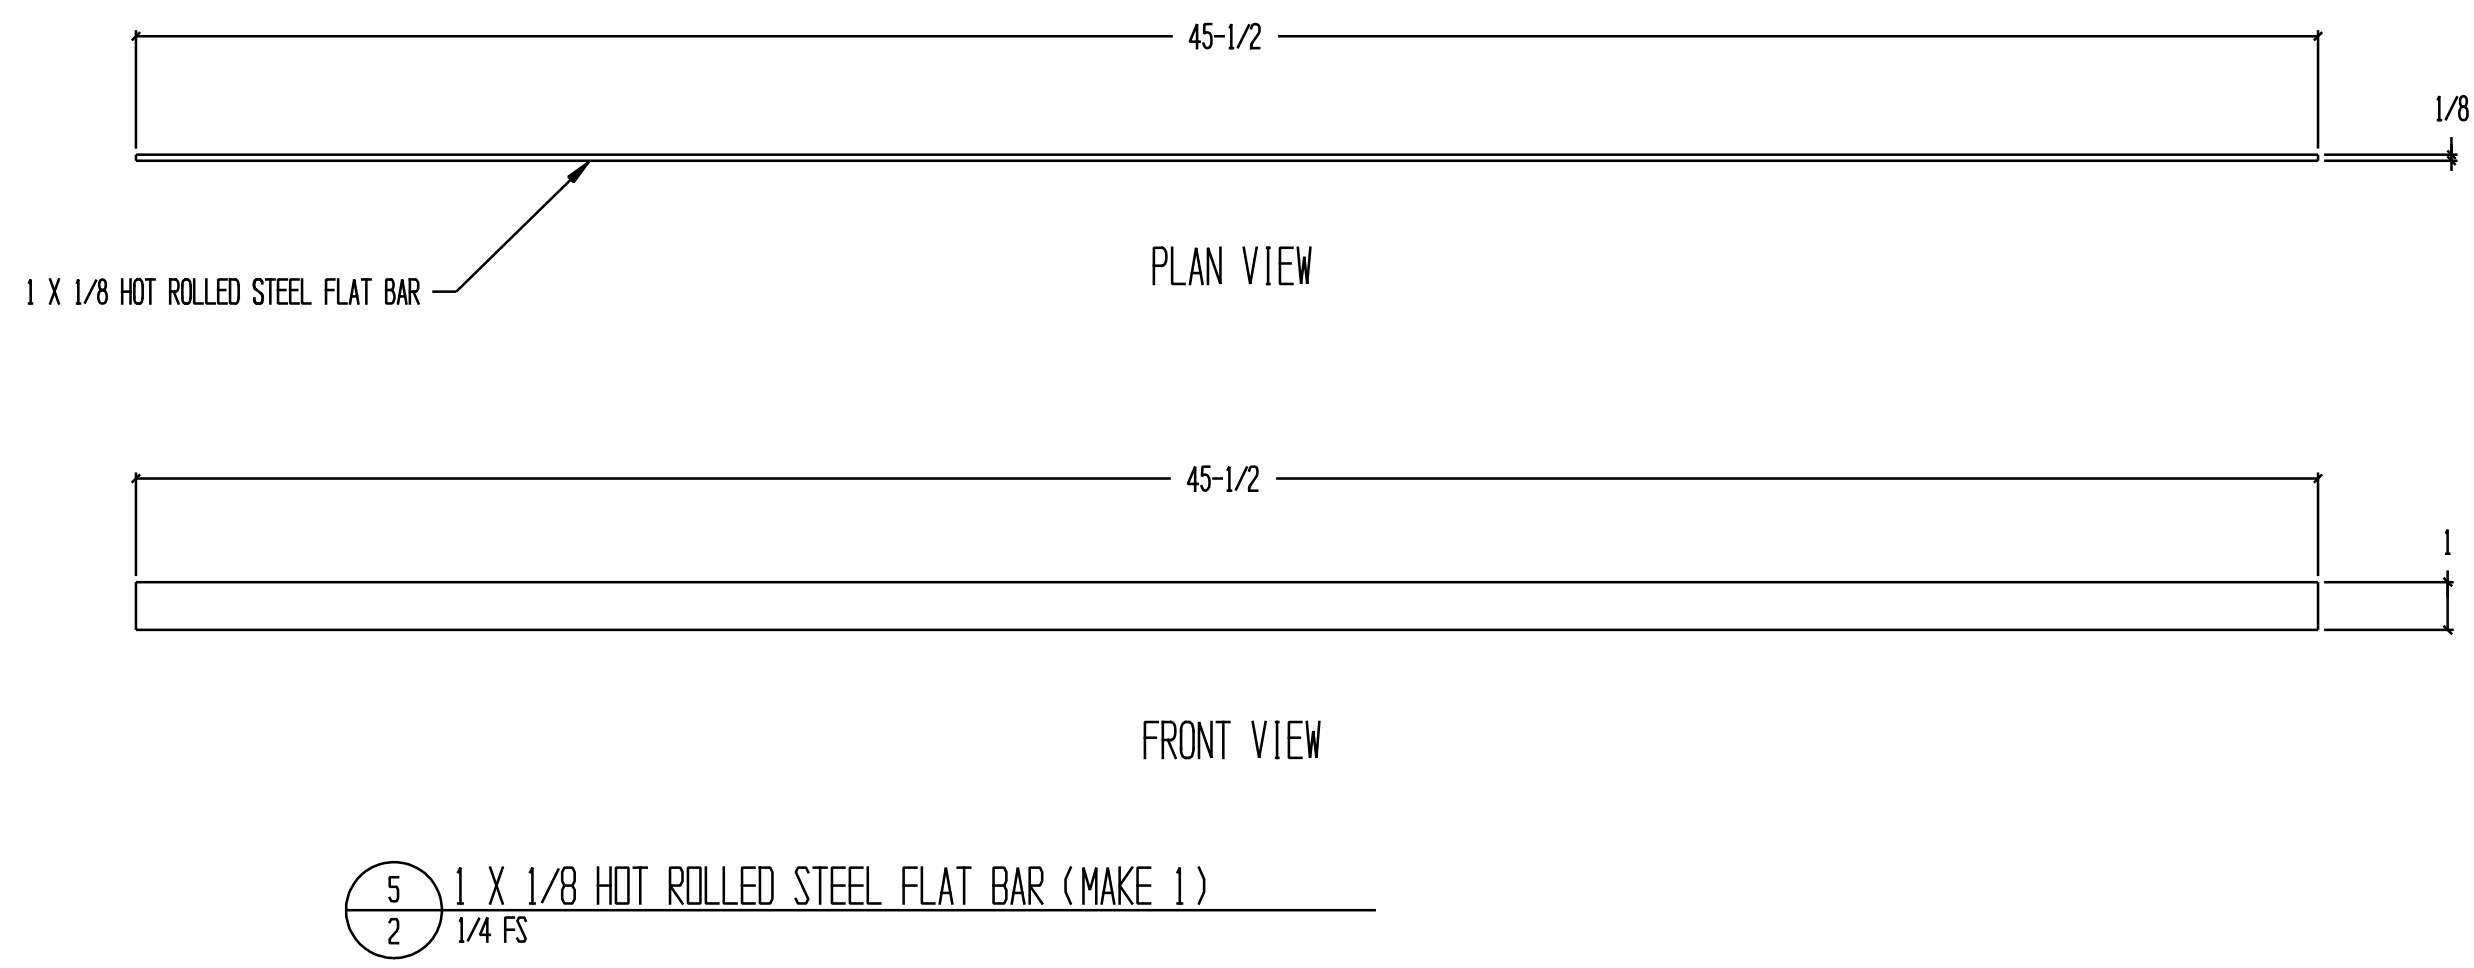 45-1/2
1/8
PLAN VIEW
1 X 1/8 HOT ROLLED STEEL FLAT BAR
45-1/2
1
FRONT VIEW
5
1 X 1/8 HOT ROLLED STEEL FLAT BAR (MAKE 1)
2
1/4 FS